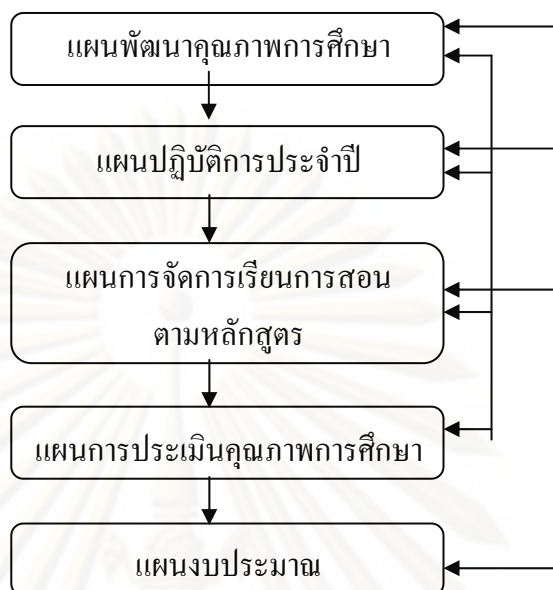 แผนพัฒนาคุณภาพการศึกษา
แผนปฏิบัติการประจำปี
แผนการจัดการเรียนการสอน
ตามหลักสูตร
แผนการประเมินคุณภาพการศึกษา
แผนงบประมาณ